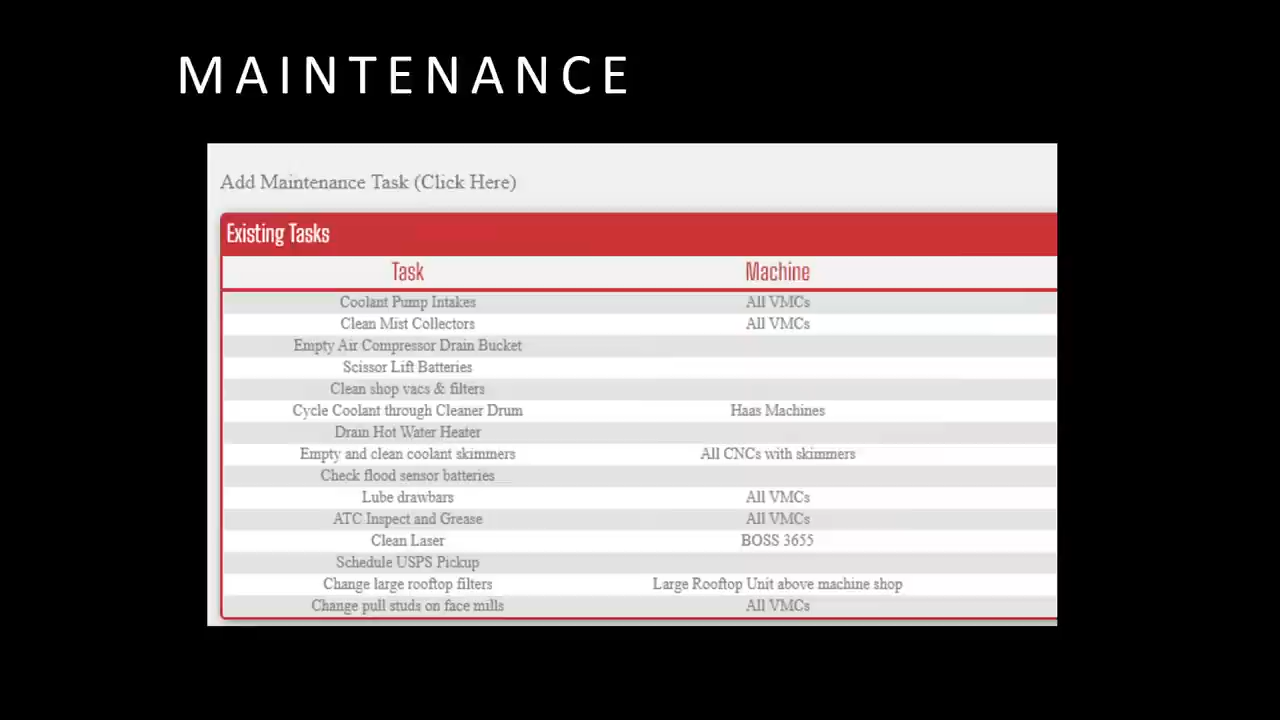 MAINTENANCE
Add Maintenance Task (Click Here)
Existing Tasks
Task Machine
Coolant Pump Intakes All VMCs
Clean Mist Collectors All VMCs
Empty Air Compressor Drain Bucket
Scissor Lift Batteries
Clean shop vacs & filters
Cycle Coolant through Cleaner Drum Haas Machines
Drain Hot Water Heater
Empty and clean coolant skimmers All CNCs with skimmers
Check flood sensor batteries
Lube drawbars All VMCs
ATC Inspect and Grease All VMCs
Clean Laser BOSS 3655
Schedule USPS Pickup
Change large rooftop filters Large Rooftop Unit above machine shop
Change pull studs on face mills All VMCs